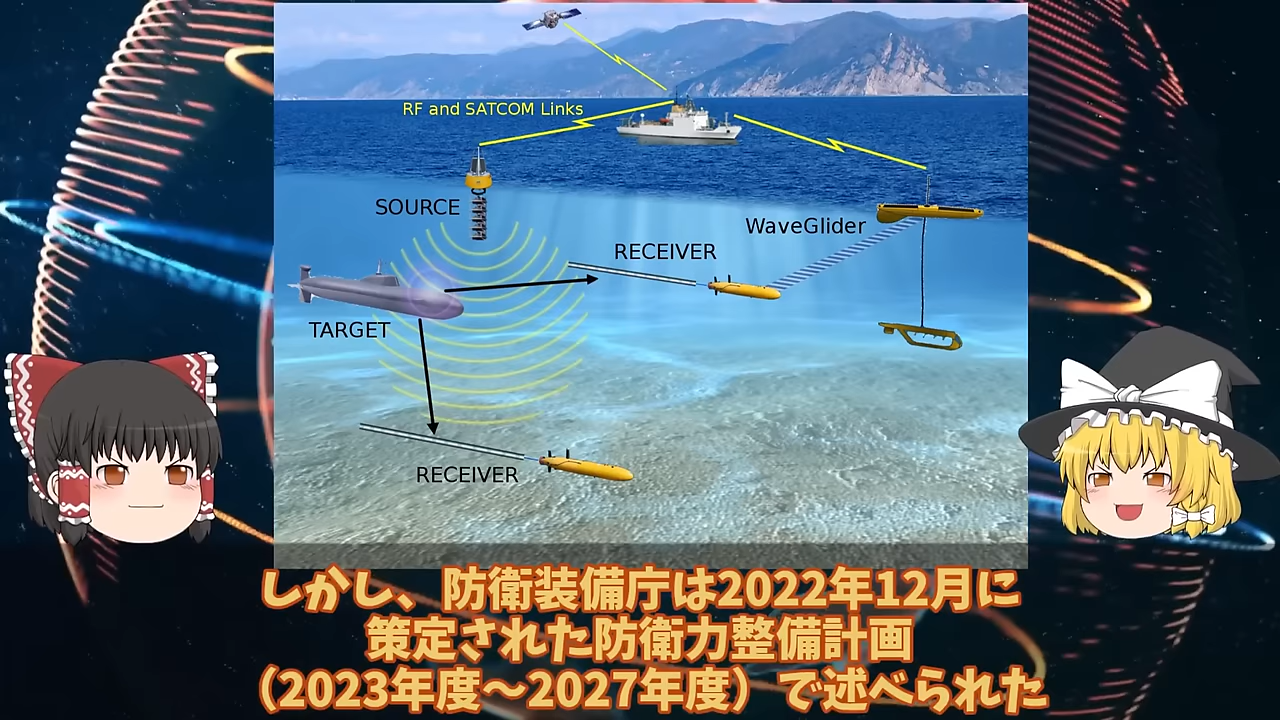 RF and SATCOM Links
SOURCE
WaveGlider
RECEIVER
TARGET
RECEIVER
しかし、防衛装備庁は2022年12月に
策定された防衛力整備計画
（2023年度～2027年度）で述べられた